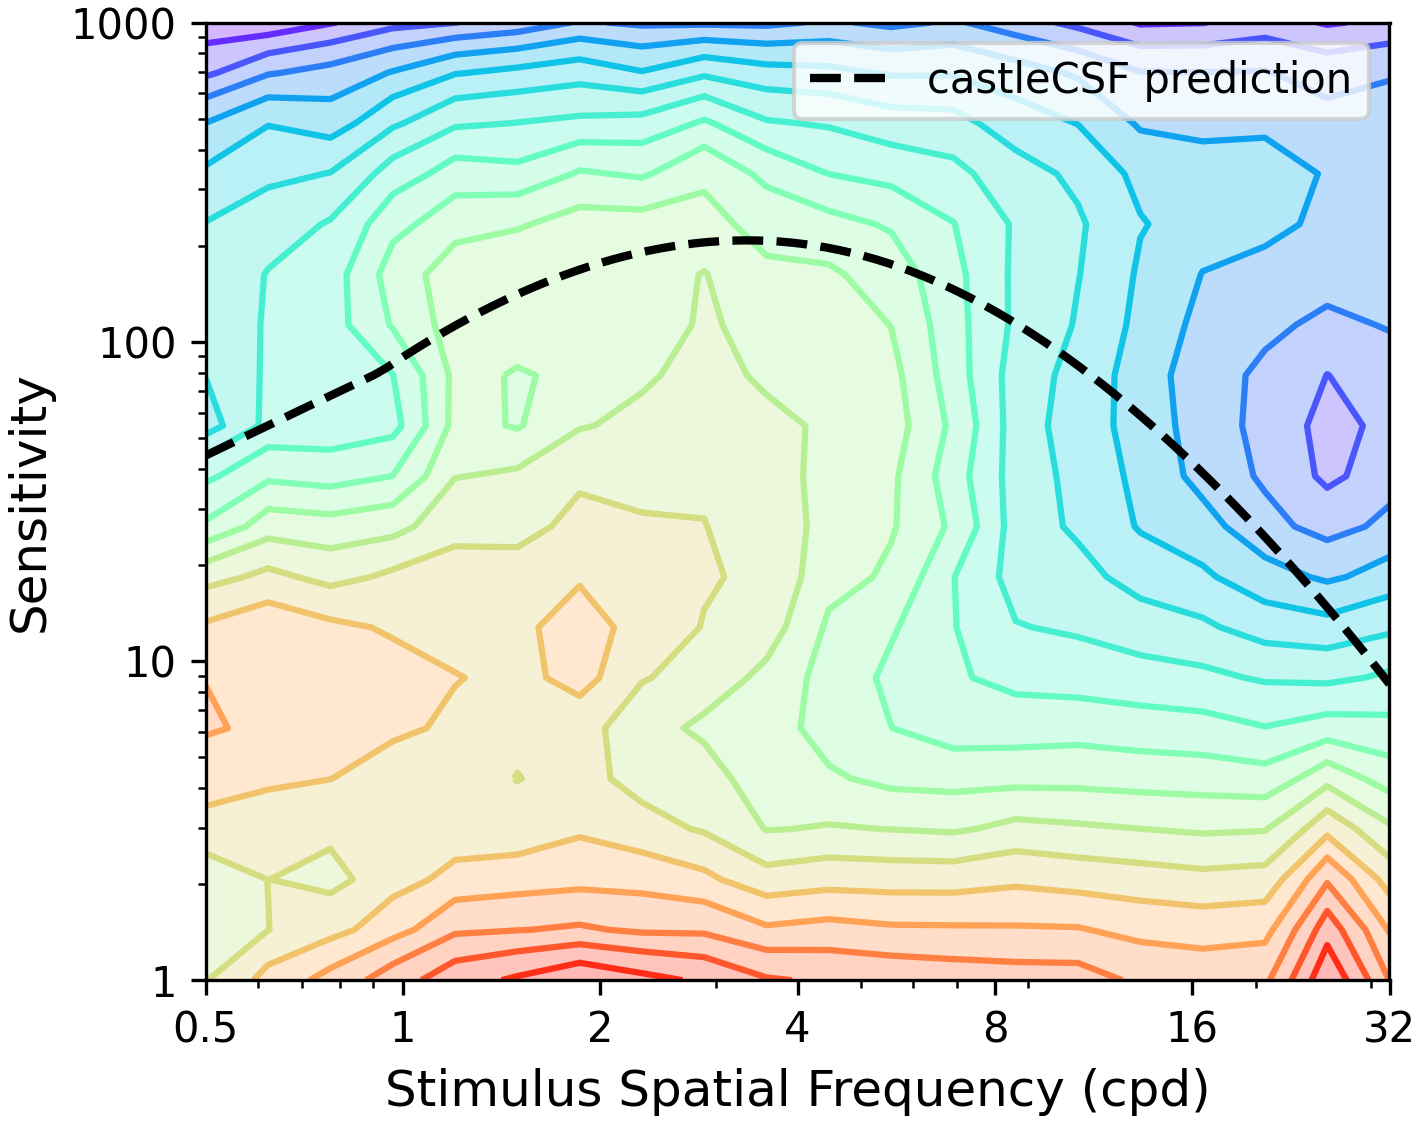 castleCSF prediction
Sensitivity
1000
100
10
1
0.5 1 2 4 8 16 32
Stimulus Spatial Frequency (cpd)